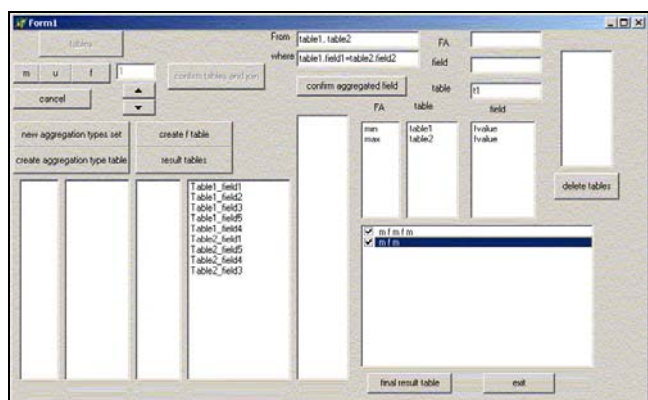 Form1
tables
From table1, table2
FA
m u f 1
where table1.field1=table2.field2
field
confirm tables and join
confirm aggregated field
table t1
cancel
FA table field
new aggregation types set
create f table
min table1 fvalue
max table2 fvalue
create aggregation type table
result tables
delete tables
Table1_field1
Table1_field2
Table1_field3
Table1_field5
Table1_field4
Table2_field1
Table2_field5
Table2_field4
Table2_field3
m f m f m
m f m
final result table
exit